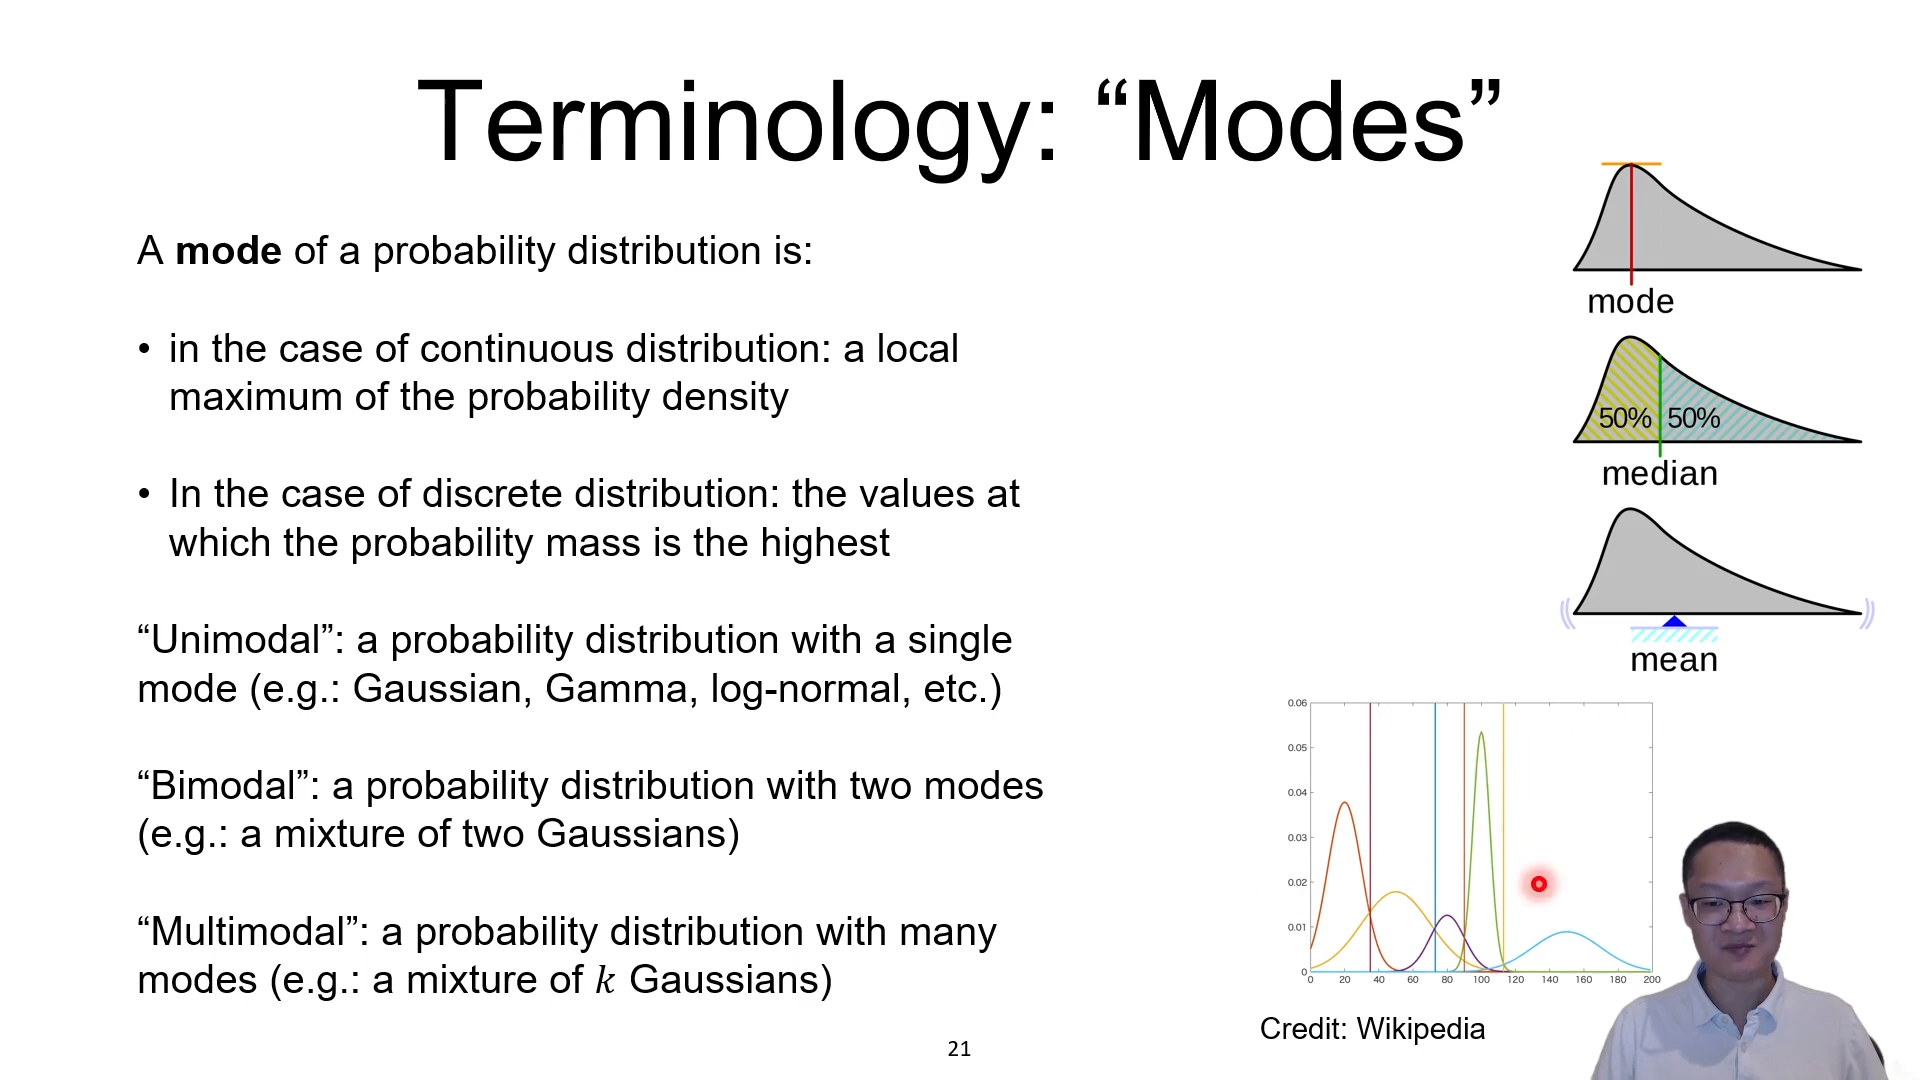 Terminology: “Modes”
A mode of a probability distribution is:
• in the case of continuous distribution: a local
maximum of the probability density
• In the case of discrete distribution: the values at
which the probability mass is the highest
“Unimodal”: a probability distribution with a single
mode (e.g.: Gaussian, Gamma, log-normal, etc.)
“Bimodal”: a probability distribution with two modes
(e.g.: a mixture of two Gaussians)
“Multimodal”: a probability distribution with many
modes (e.g.: a mixture of k Gaussians)
mode
50% 50%
median
mean
0.06
0.05
0.04
0.03
0.02
0.01
0
0 20 40 60 80 100 120 140 160 180 200
Credit: Wikipedia
21